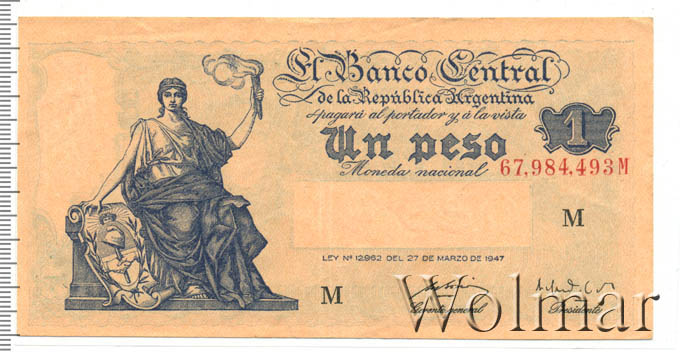 El Banco Central
de la República Argentina
pagará al portador y á la vista
1
Un peso
Moneda nacional
67,984,493 M
M
LEY Nº 12.962 DEL 27 DE MARZO DE 1947
M
Gerente general
Presidente
Wolmar